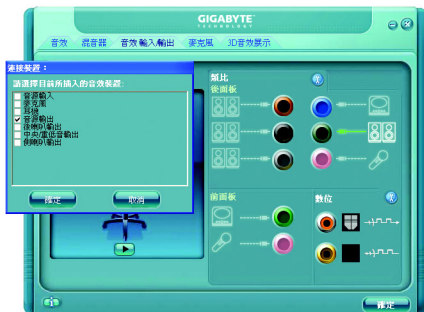 GIGABYTE
TECHNOLOGY
音效 混音器 音效輸入/輸出 麥克風 3D音效展示
連接裝置：
請選擇目前所插入的音效裝置：
音源輸入
麥克風
耳機
音源輸出
後喇叭輸出
中央/重低音輸出
側喇叭輸出
確定 取消
類比
後面板
前面板
數位
確定